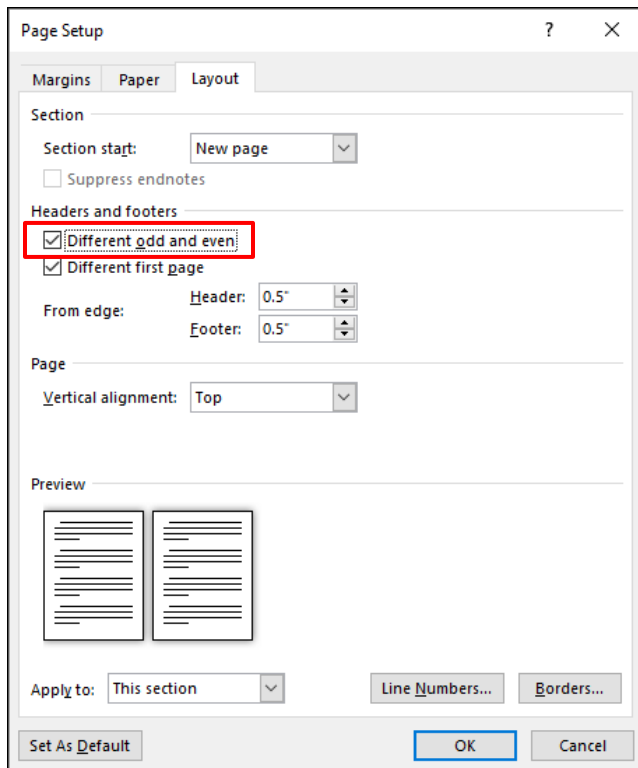 Page Setup ?
Margins Paper Layout
Section
Section start: New page
Suppress endnotes
Headers and footers
Different odd and even
Different first page
From edge:
Header: 0.5"
Footer: 0.5"
Page
Vertical alignment: Top
Preview
Apply to: This section Line Numbers... Borders...
Set As Default OK Cancel